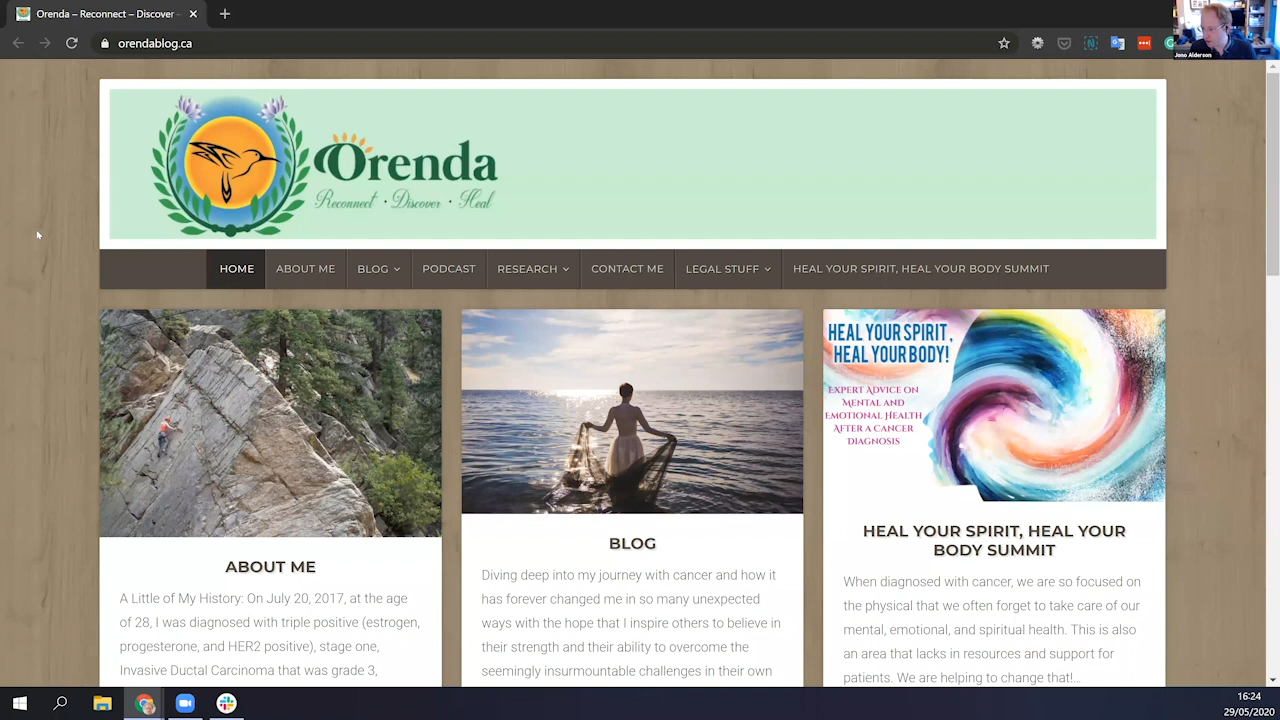 Orenda – Reconnect – Discover -
orendablog.ca
Jono Alderson
Orenda
Reconnect · Discover · Heal
HOME
ABOUT ME
BLOG
PODCAST
RESEARCH
CONTACT ME
LEGAL STUFF
HEAL YOUR SPIRIT, HEAL YOUR BODY SUMMIT
HEAL YOUR SPIRIT,
HEAL YOUR BODY!
EXPERT ADVICE ON
MENTAL AND
EMOTIONAL HEALTH
AFTER A CANCER
DIAGNOSIS
ABOUT ME
A Little of My History: On July 20, 2017, at the age
of 28, I was diagnosed with triple positive (estrogen,
progesterone, and HER2 positive), stage one,
Invasive Ductal Carcinoma that was grade 3,
BLOG
Diving deep into my journey with cancer and how it
has forever changed me in so many unexpected
ways with the hope that I inspire others to believe in
their strength and their ability to overcome the
seemingly insurmountable challenges in their own
HEAL YOUR SPIRIT, HEAL YOUR
BODY SUMMIT
When diagnosed with cancer, we are so focused on
the physical that we often forget to take care of our
mental, emotional, and spiritual health. This is also
an area that lacks in resources and support for
patients. We are helping to change that!...
16:24
29/05/2020